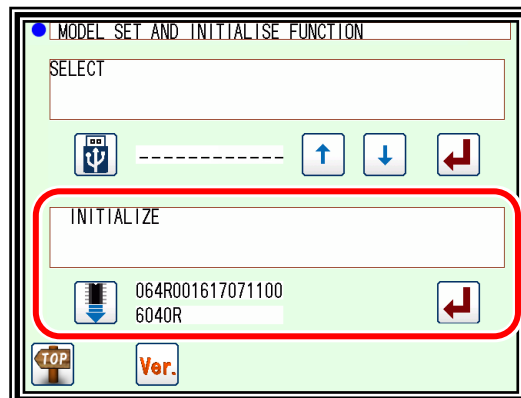 MODEL SET AND INITIALISE FUNCTION
SELECT
------------
INITIALIZE
064R001617071100
6040R
TOP
Ver.